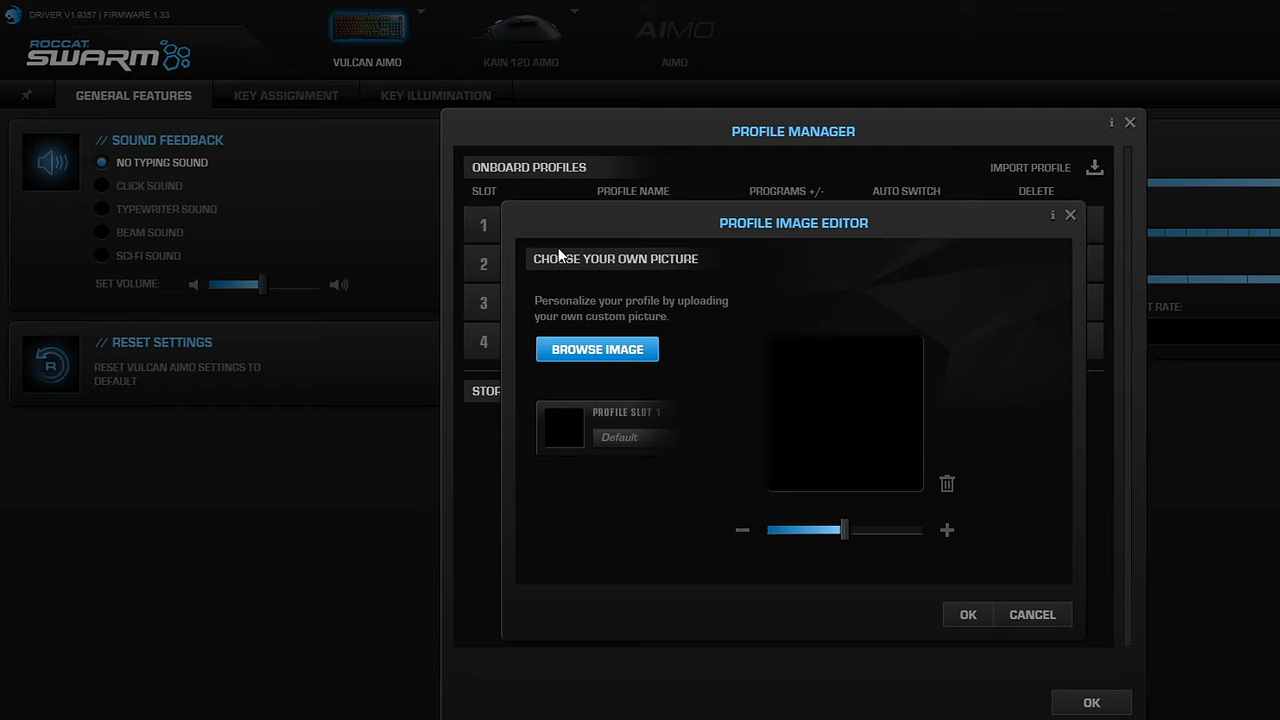 DRIVER V1.9357 | FIRMWARE 1.33
ROCCAT
SWARM
VULCAN AIMO
KAIN 120 AIMO
AIMO
AIMO
GENERAL FEATURES
KEY ASSIGNMENT
KEY ILLUMINATION
// SOUND FEEDBACK
NO TYPING SOUND
CLICK SOUND
TYPEWRITER SOUND
BEAM SOUND
SCI-FI SOUND
SET VOLUME:
R
// RESET SETTINGS
RESET VULCAN AIMO SETTINGS TO
DEFAULT
PROFILE MANAGER
ONBOARD PROFILES
IMPORT PROFILE
SLOT
PROFILE NAME
PROGRAMS +/-
AUTO SWITCH
DELETE
1
2
3
4
STOR
PROFILE IMAGE EDITOR
CHOOSE YOUR OWN PICTURE
Personalize your profile by uploading
your own custom picture.
BROWSE IMAGE
PROFILE SLOT 1
Default
OK
CANCEL
T RATE:
OK